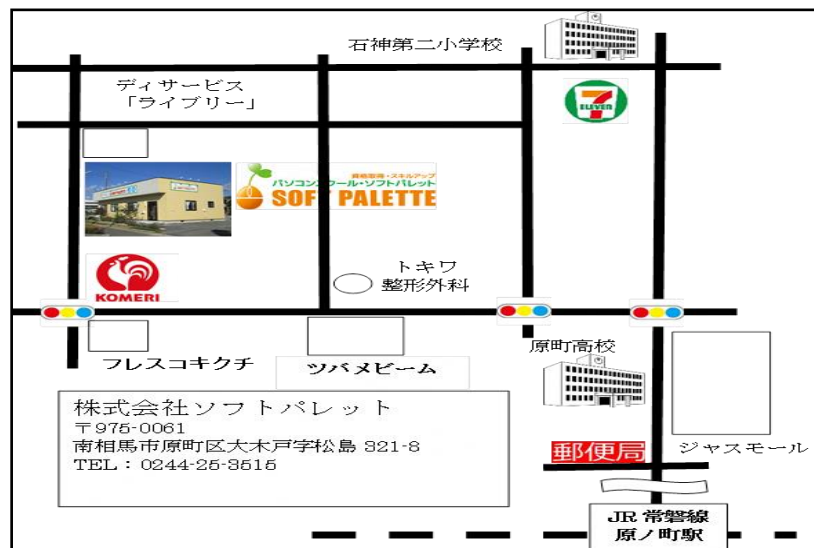 石神第二小学校
ディサービス
「ライブリー」
7
ELEVEN
資格取得・スキルアップ
パソコンスクール・ソフトパレット
SOFT PALETTE
トキワ
整形外科
KOMERI
原町高校
フレスコキクチ
ツバメビーム
株式会社ソフトパレット
〒975-0061
南相馬市原町区大木戸字松島 321-8
TEL：0244-25-3515
郵便局
ジャスモール
JR 常磐線
原ノ町駅